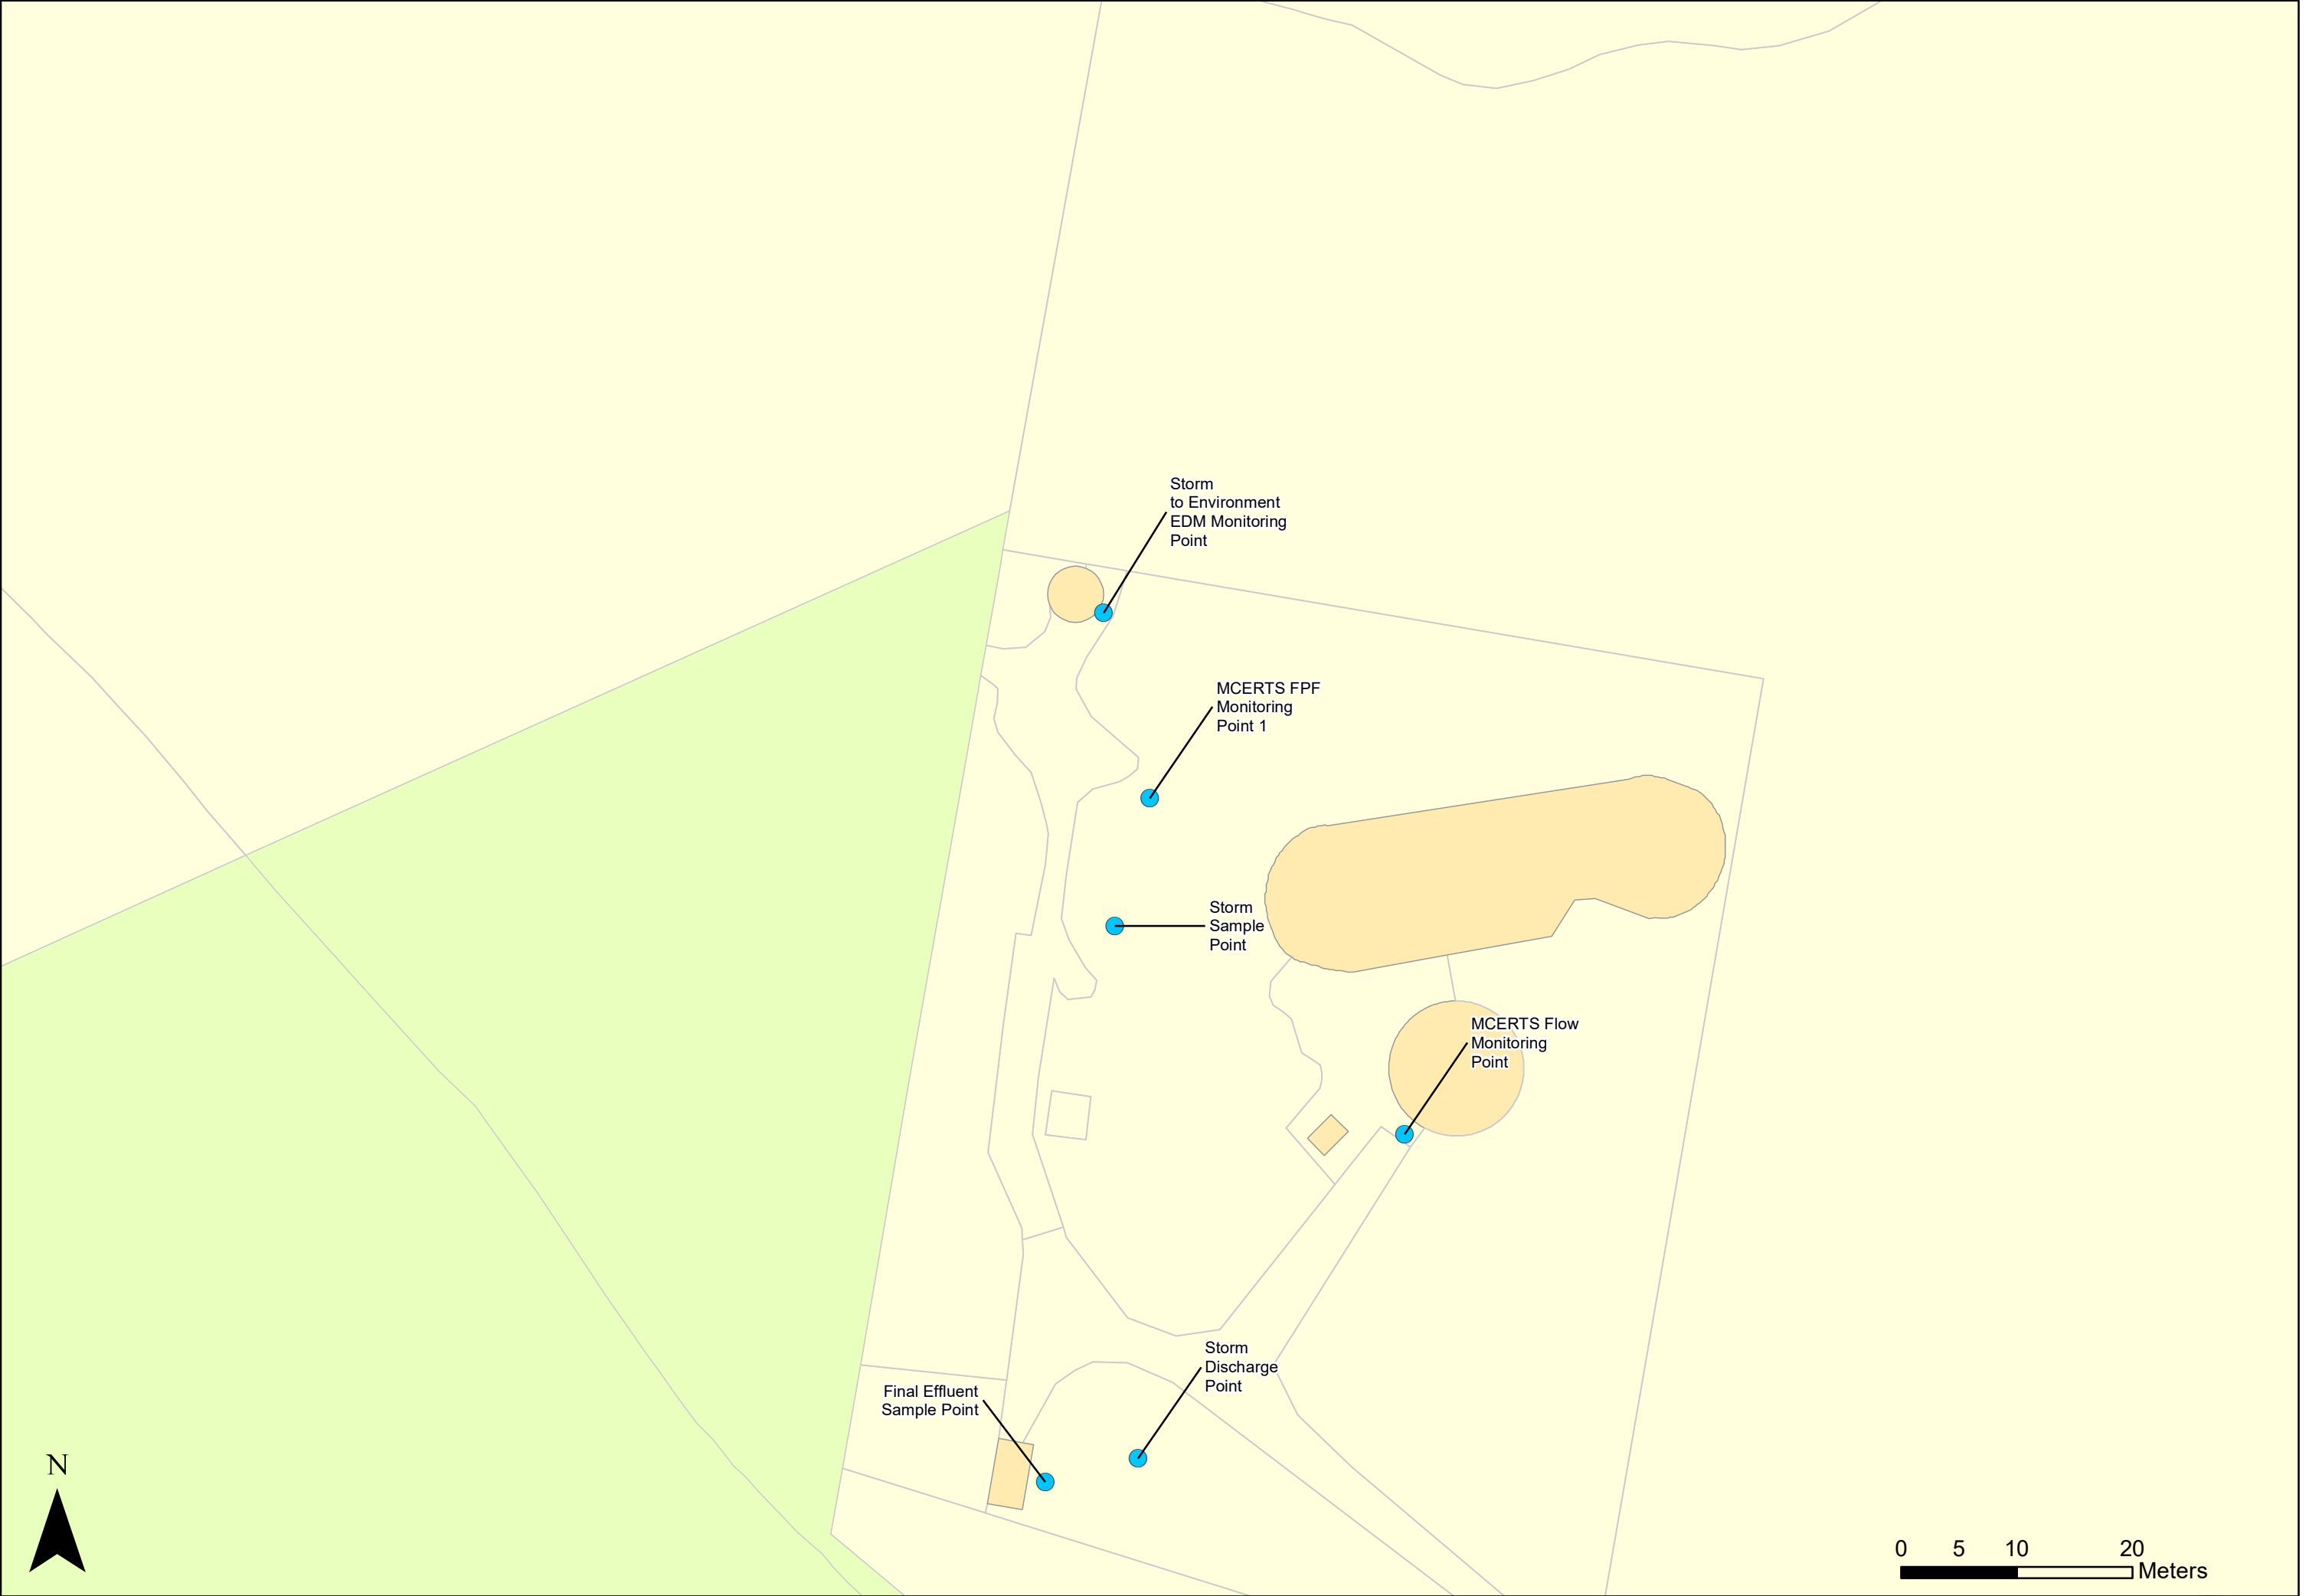 Storm
to Environment
EDM Monitoring
Point
MCERTS FPF
Monitoring
Point 1
Storm
Sample
Point
MCERTS Flow
Monitoring
Point
Storm
Discharge
Point
Final Effluent
Sample Point
N
0 5 10 20
Meters